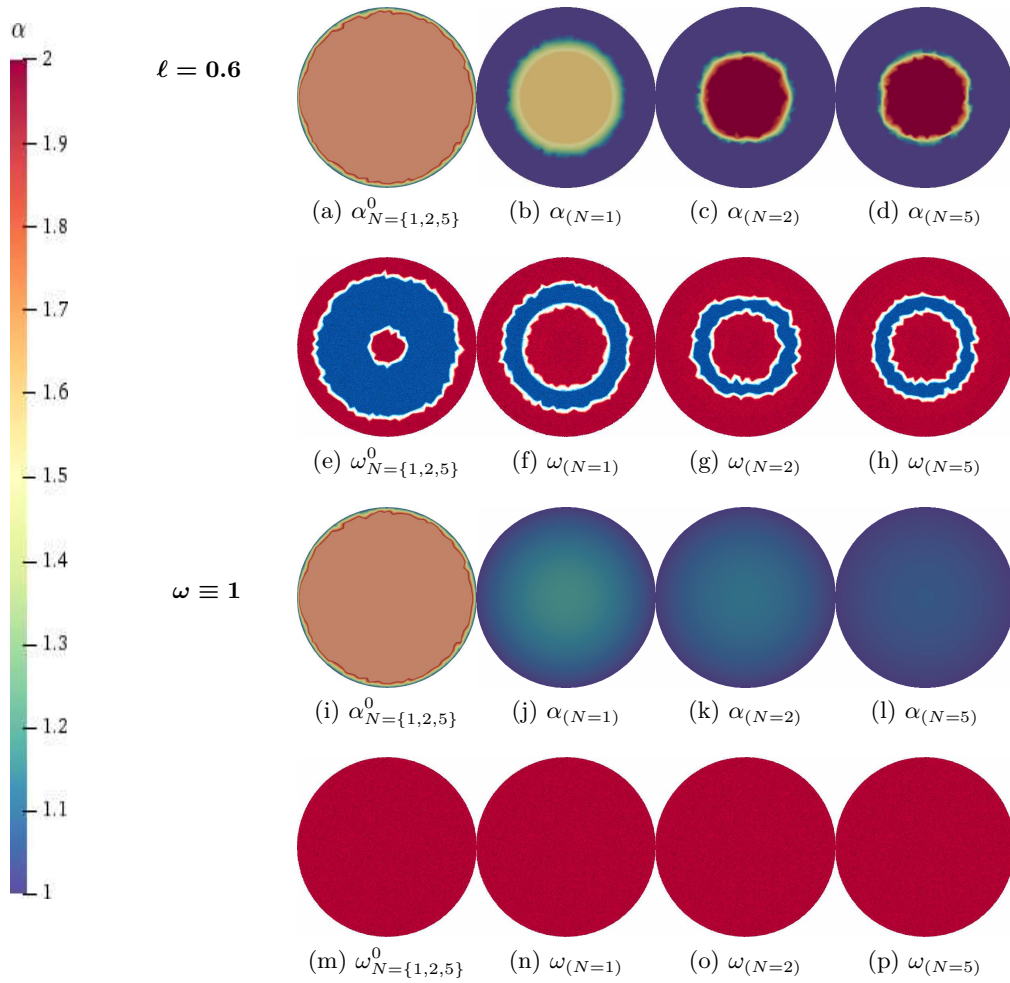 α
2
1.9
1.8
1.7
1.6
1.5
1.4
1.3
1.2
1.1
1
ℓ = 0.6
(a) α⁰_{N={1,2,5}} (b) α_{(N=1)} (c) α_{(N=2)} (d) α_{(N=5)}
(e) ω⁰_{N={1,2,5}} (f) ω_{(N=1)} (g) ω_{(N=2)} (h) ω_{(N=5)}
ω ≡ 1
(i) α⁰_{N={1,2,5}} (j) α_{(N=1)} (k) α_{(N=2)} (l) α_{(N=5)}
(m) ω⁰_{N={1,2,5}} (n) ω_{(N=1)} (o) ω_{(N=2)} (p) ω_{(N=5)}